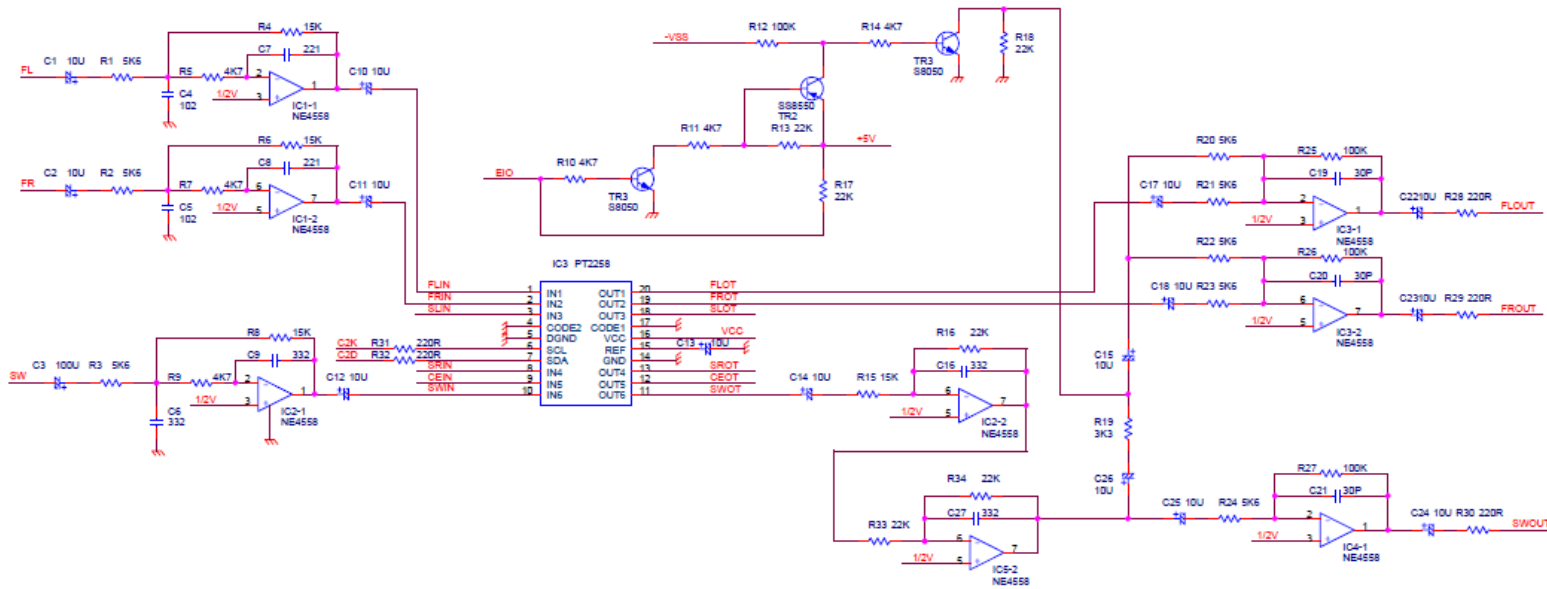 R4 15K
C7 221
C1 10U R1 5K6 R5 4K7
FL
C4
102
1/2V
2
3
1
IC1-1
NE4558
C10 10U
R6 15K
C8 221
C2 10U R2 5K6 R7 4K7
FR
C5
102
1/2V
6
5
7
IC1-2
NE4558
C11 10U
-VSS
R12 100K
R14 4K7
TR3
S8050
R18
22K
SS8550
TR2
R11 4K7
R13 22K
+5V
EIO
R10 4K7
TR3
S8050
R17
22K
IC3 PT2258
FLIN 1 IN1 OUT1 20 FLOT
FRIN 2 IN2 OUT2 19 FROT
SLIN 3 IN3 OUT3 18 SLOT
4 CODE2 CODE1 17
5 DGND VCC 16 VCC
C2K R31 220R 6 SCL REF 15 C13 10U
C2D R32 220R 7 SDA GND 14
SRIN 8 IN4 OUT4 13 SROT
CEIN 9 IN5 OUT5 12 CEOT
SWIN 10 IN6 OUT6 11 SWOT
R8 15K
C9 332
C3 100U R3 5K6 R9 4K7
SW
C6
332
1/2V
2
3
1
IC2-1
NE4558
C12 10U
R16 22K
C16 332
C14 10U R15 15K
1/2V
6
5
7
IC2-2
NE4558
R34 22K
C27 332
R33 22K
1/2V
6
5
7
IC5-2
NE4558
C15
10U
R19
3K3
C26
10U
R20 5K6
R25 100K
C19 30P
C17 10U R21 5K6
1/2V
2
3
1
IC3-1
NE4558
C2210U R28 220R
FLOUT
R22 5K6
R26 100K
C20 30P
C18 10U R23 5K6
1/2V
6
5
7
IC3-2
NE4558
C2310U R29 220R
FROUT
R27 100K
C21 30P
C25 10U R24 5K6
1/2V
2
3
1
IC4-1
NE4558
C24 10U R30 220R
SWOUT